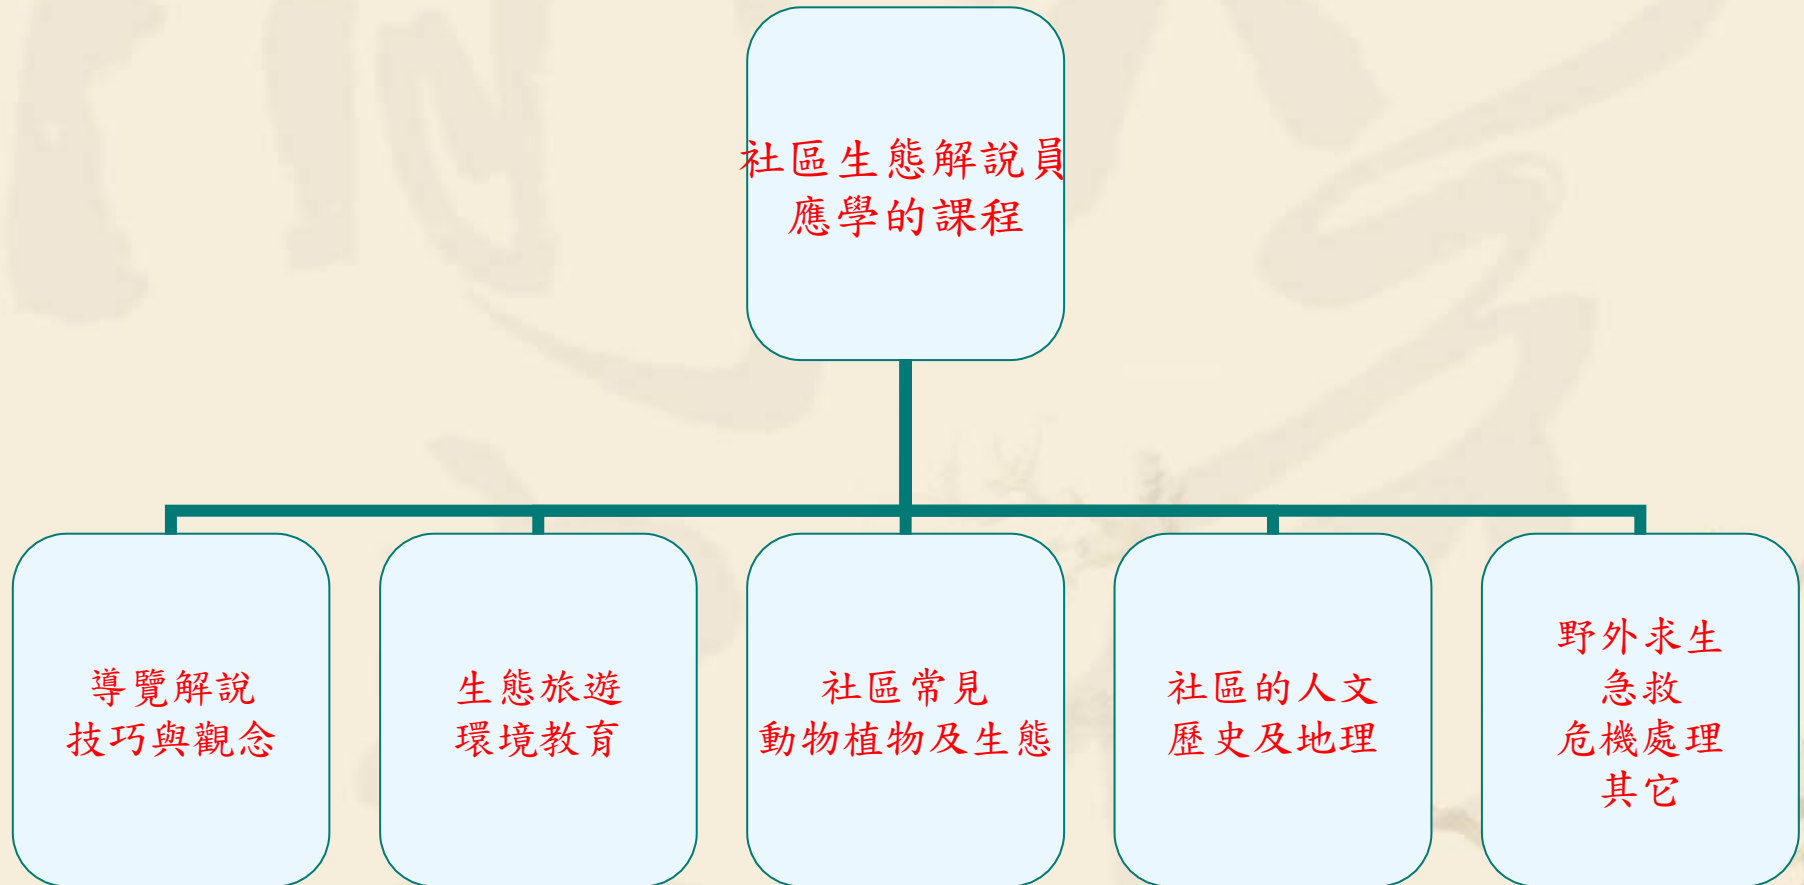 社區生態解說員
應學的課程
導覽解說
技巧與觀念
生態旅遊
環境教育
社區常見
動物植物及生態
社區的人文
歷史及地理
野外求生
急救
危機處理
其它